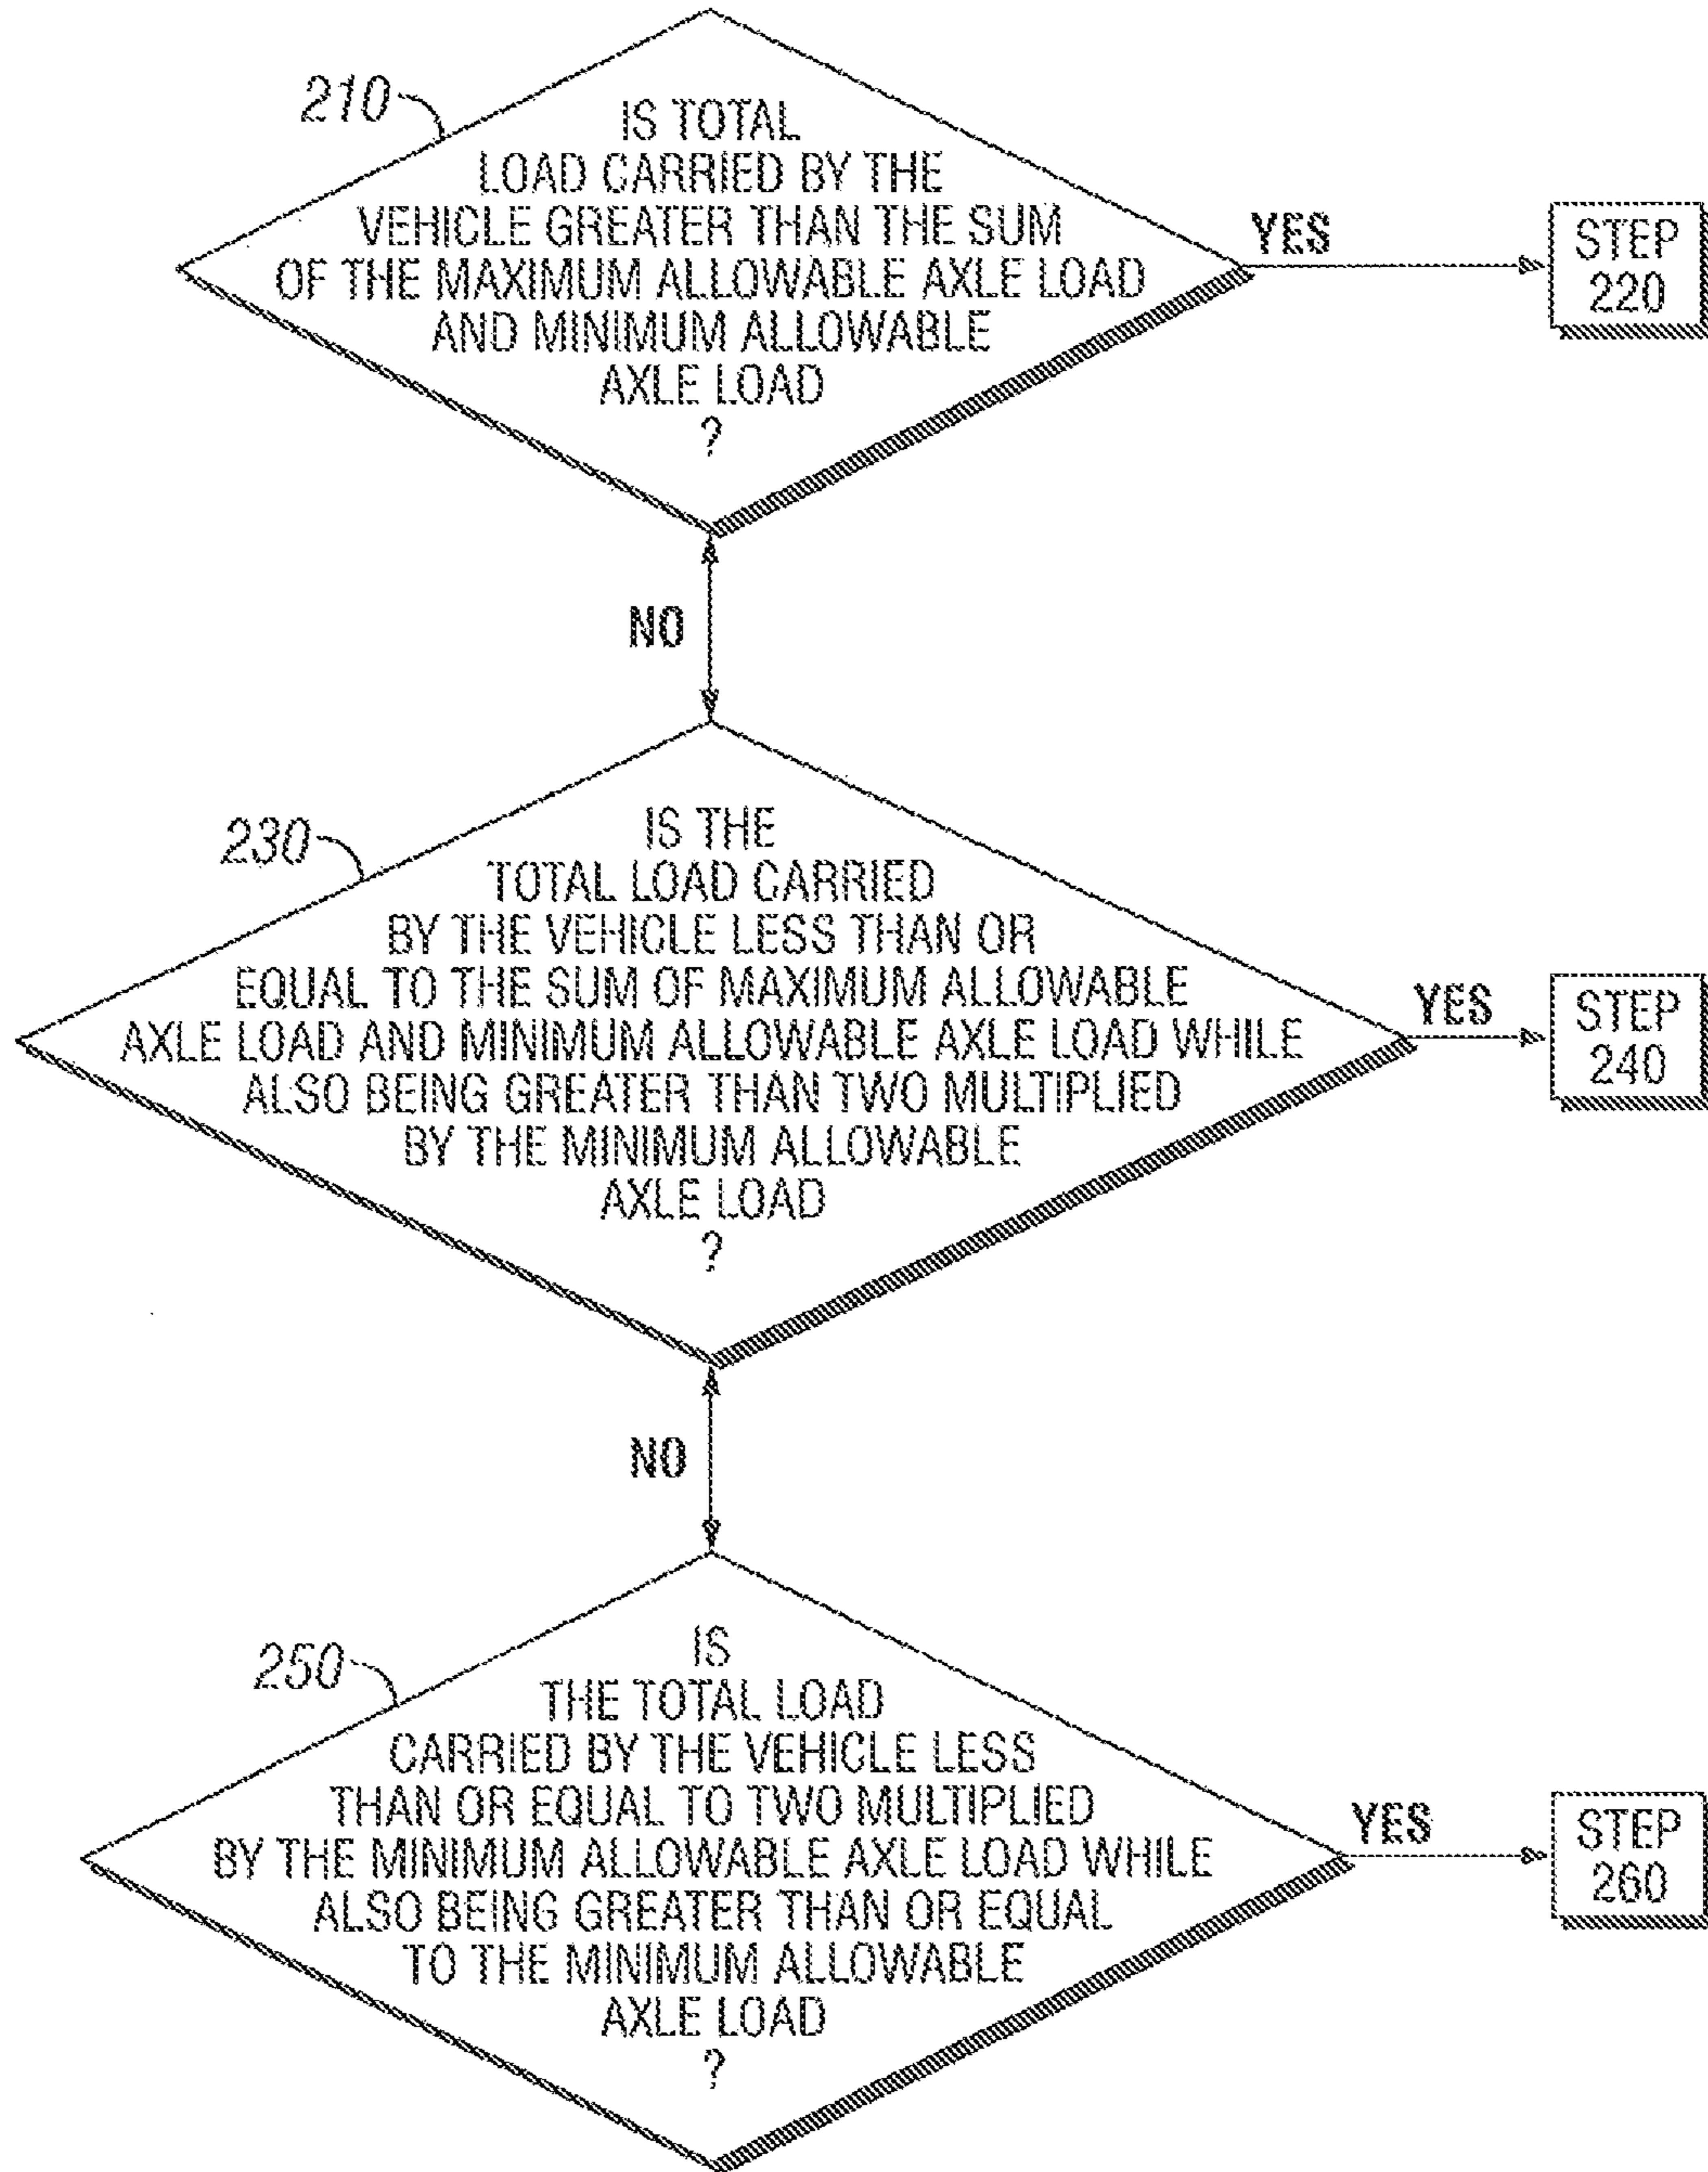 210
IS TOTAL
LOAD CARRIED BY THE
VEHICLE GREATER THAN THE SUM
OF THE MAXIMUM ALLOWABLE AXLE LOAD
AND MINIMUM ALLOWABLE
AXLE LOAD
?
YES
STEP
220
NO
230
IS THE
TOTAL LOAD CARRIED
BY THE VEHICLE LESS THAN OR
EQUAL TO THE SUM OF MAXIMUM ALLOWABLE
AXLE LOAD AND MINIMUM ALLOWABLE AXLE LOAD WHILE
ALSO BEING GREATER THAN TWO MULTIPLIED
BY THE MINIMUM ALLOWABLE
AXLE LOAD
?
YES
STEP
240
NO
250
IS
THE TOTAL LOAD
CARRIED BY THE VEHICLE LESS
THAN OR EQUAL TO TWO MULTIPLIED
BY THE MINIMUM ALLOWABLE AXLE LOAD WHILE
ALSO BEING GREATER THAN OR EQUAL
TO THE MINIMUM ALLOWABLE
AXLE LOAD
?
YES
STEP
260